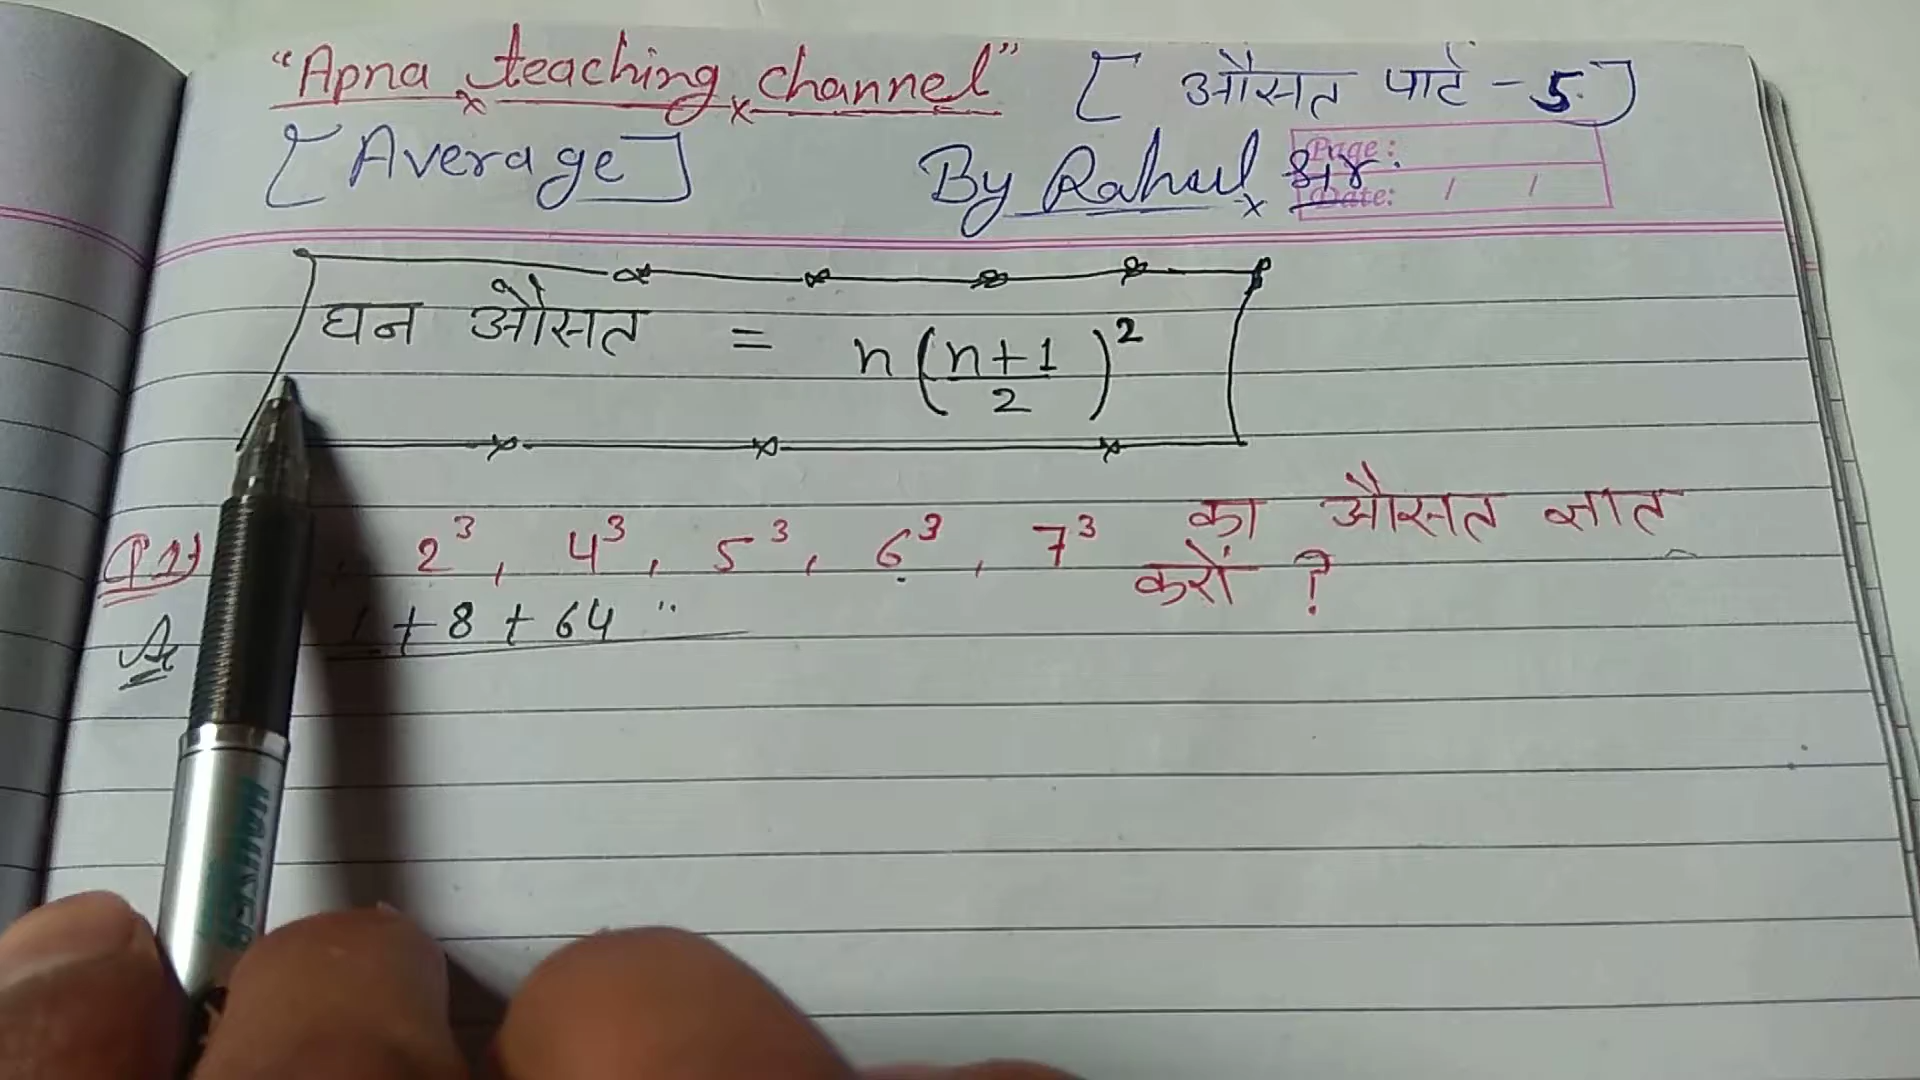 "Apna teaching channel" [ औसत पार्ट - 5 ]
[Average] By Rahul Sir.
Page:
Date: / /
घन औसत = n(n+1/2)²
2³, 4³, 5³, 6³, 7³ का औसत ज्ञात
करों ?
1 + 8 + 64